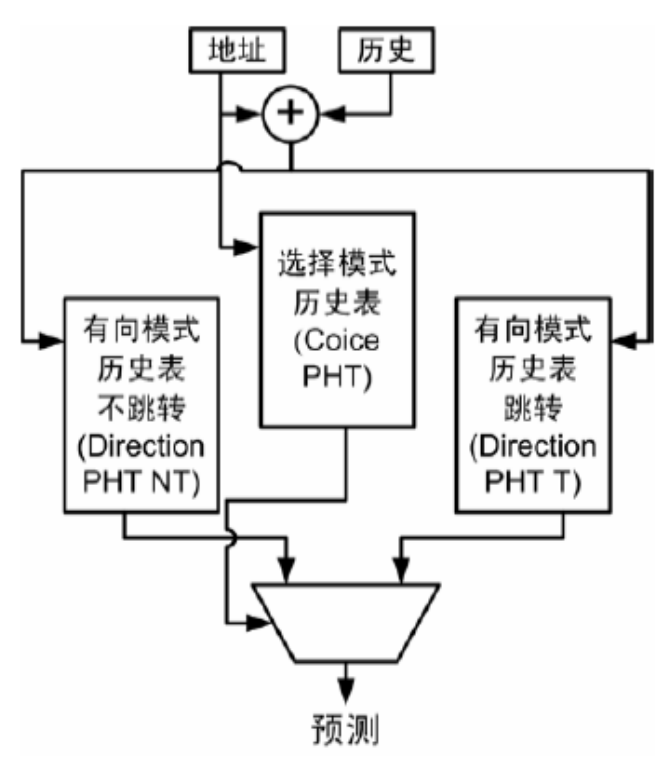 地址
历史
+
选择模式
历史表
(Coice
PHT)
有向模式
历史表
不跳转
(Direction
PHT NT)
有向模式
历史表
跳转
(Direction
PHT T)
预测